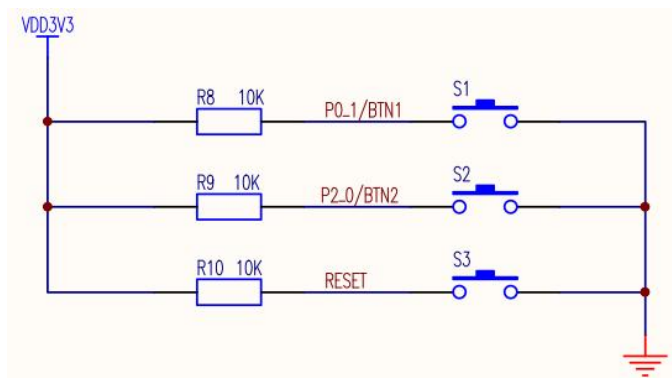 VDD3V3
R8 10K P0_1/BTN1 S1
R9 10K P2_0/BTN2 S2
R10 10K RESET S3